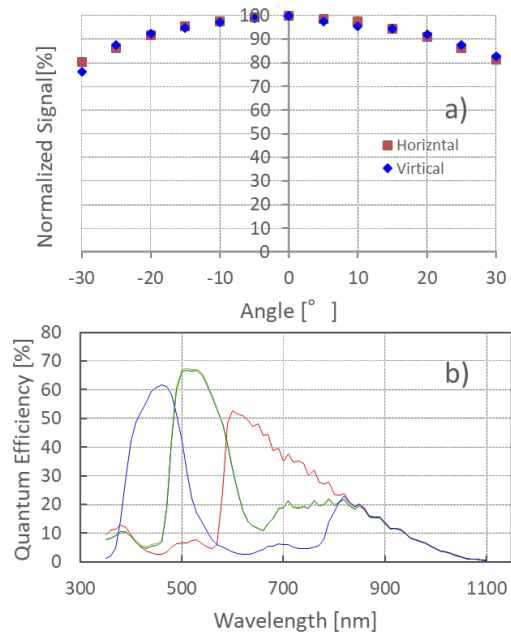 100
90
80
70
60
50
40
30
20
10
0
Normalized Signal[%]
a)
Horizntal
Virtical
-30 -20 -10 0 10 20 30
Angle [° ]
80
70
60
50
40
30
20
10
0
Quantum Efficiency [%]
b)
300 500 700 900 1100
Wavelength [nm]